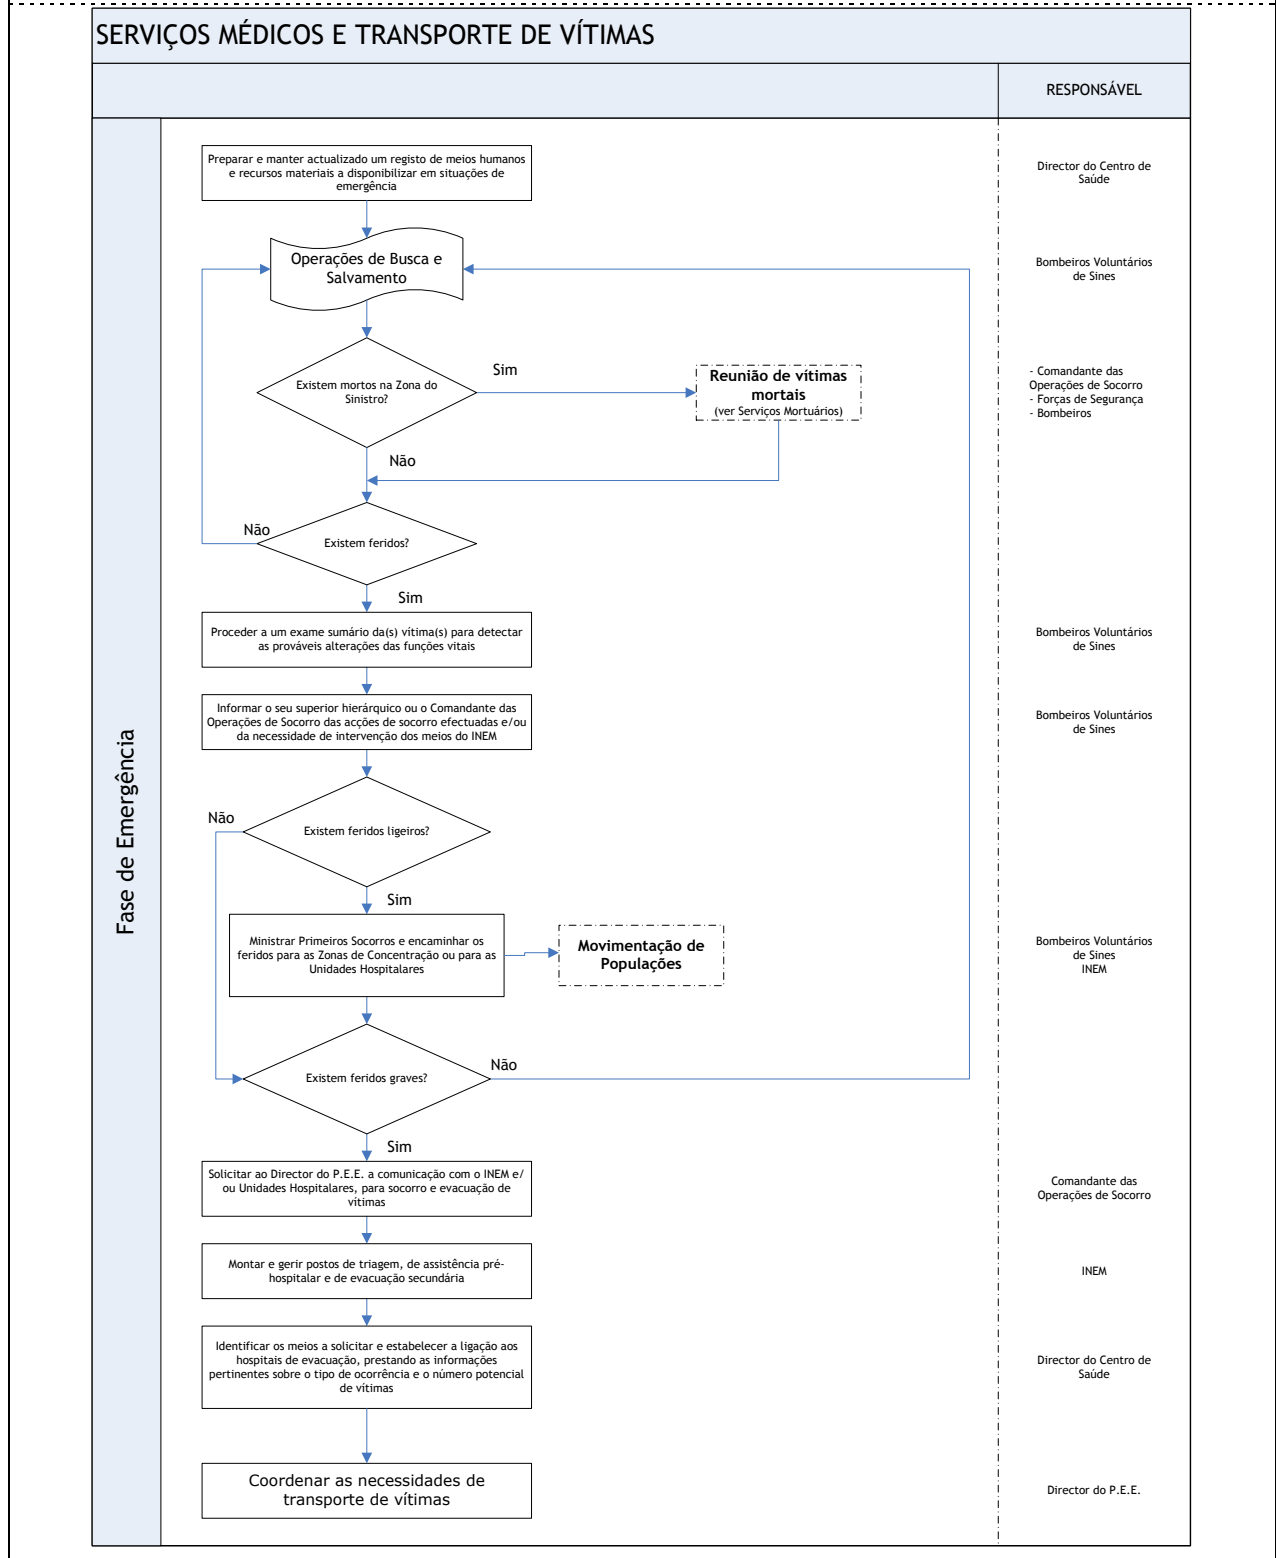 SERVIÇOS MÉDICOS E TRANSPORTE DE VÍTIMAS
RESPONSÁVEL
Fase de Emergência
Preparar e manter actualizado um registo de meios humanos
e recursos materiais a disponibilizar em situações de
emergência
Director do Centro de
Saúde
Operações de Busca e
Salvamento
Bombeiros Voluntários
de Sines
Existem mortos na Zona do
Sinistro?
Sim
Reunião de vítimas
mortais
(ver Serviços Mortuários)
- Comandante das
Operações de Socorro
- Forças de Segurança
- Bombeiros
Não
Não
Existem feridos?
Sim
Proceder a um exame sumário da(s) vítima(s) para detectar
as prováveis alterações das funções vitais
Bombeiros Voluntários
de Sines
Informar o seu superior hierárquico ou o Comandante das
Operações de Socorro das acções de socorro efectuadas e/ou
da necessidade de intervenção dos meios do INEM
Bombeiros Voluntários
de Sines
Não
Existem feridos ligeiros?
Sim
Ministrar Primeiros Socorros e encaminhar os
feridos para as Zonas de Concentração ou para as
Unidades Hospitalares
Movimentação de
Populações
Bombeiros Voluntários
de Sines
INEM
Existem feridos graves?
Não
Sim
Solicitar ao Director do P.E.E. a comunicação com o INEM e/
ou Unidades Hospitalares, para socorro e evacuação de
vítimas
Comandante das
Operações de Socorro
Montar e gerir postos de triagem, de assistência pré-
hospitalar e de evacuação secundária
INEM
Identificar os meios a solicitar e estabelecer a ligação aos
hospitais de evacuação, prestando as informações
pertinentes sobre o tipo de ocorrência e o número potencial
de vítimas
Director do Centro de
Saúde
Coordenar as necessidades de
transporte de vítimas
Director do P.E.E.